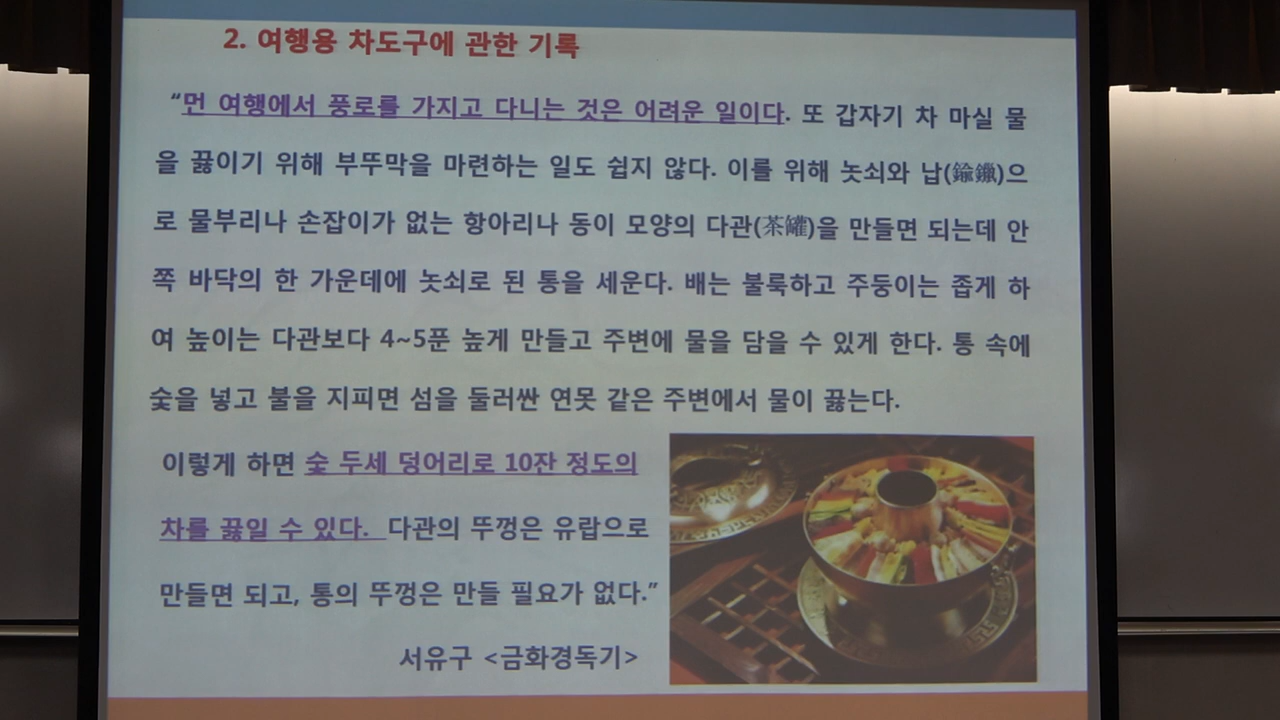 2. 여행용 차도구에 관한 기록
“먼 여행에서 풍로를 가지고 다니는 것은 어려운 일이다. 또 갑자기 차 마실 물
을 끓이기 위해 부뚜막을 마련하는 일도 쉽지 않다. 이를 위해 놋쇠와 납(鍮鑞)으
로 물부리나 손잡이가 없는 항아리나 동이 모양의 다관(茶罐)을 만들면 되는데 안
쪽 바닥의 한 가운데에 놋쇠로 된 통을 세운다. 배는 불룩하고 주둥이는 좁게 하
여 높이는 다관보다 4~5푼 높게 만들고 주변에 물을 담을 수 있게 한다. 통 속에
숯을 넣고 불을 지피면 섬을 둘러싼 연못 같은 주변에서 물이 끓는다.
이렇게 하면 숯 두세 덩어리로 10잔 정도의
차를 끓일 수 있다. 다관의 뚜껑은 유랍으로
만들면 되고, 통의 뚜껑은 만들 필요가 없다.”
서유구 <금화경독기>